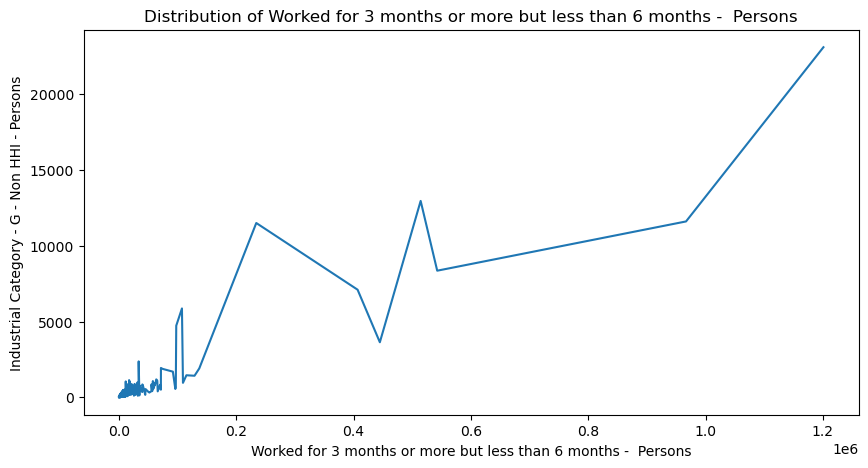 Distribution of Worked for 3 months or more but less than 6 months -  Persons
Industrial Category - G - Non HHI - Persons
20000
15000
10000
5000
0
0.0 0.2 0.4 0.6 0.8 1.0 1.2
1e6
Worked for 3 months or more but less than 6 months -  Persons